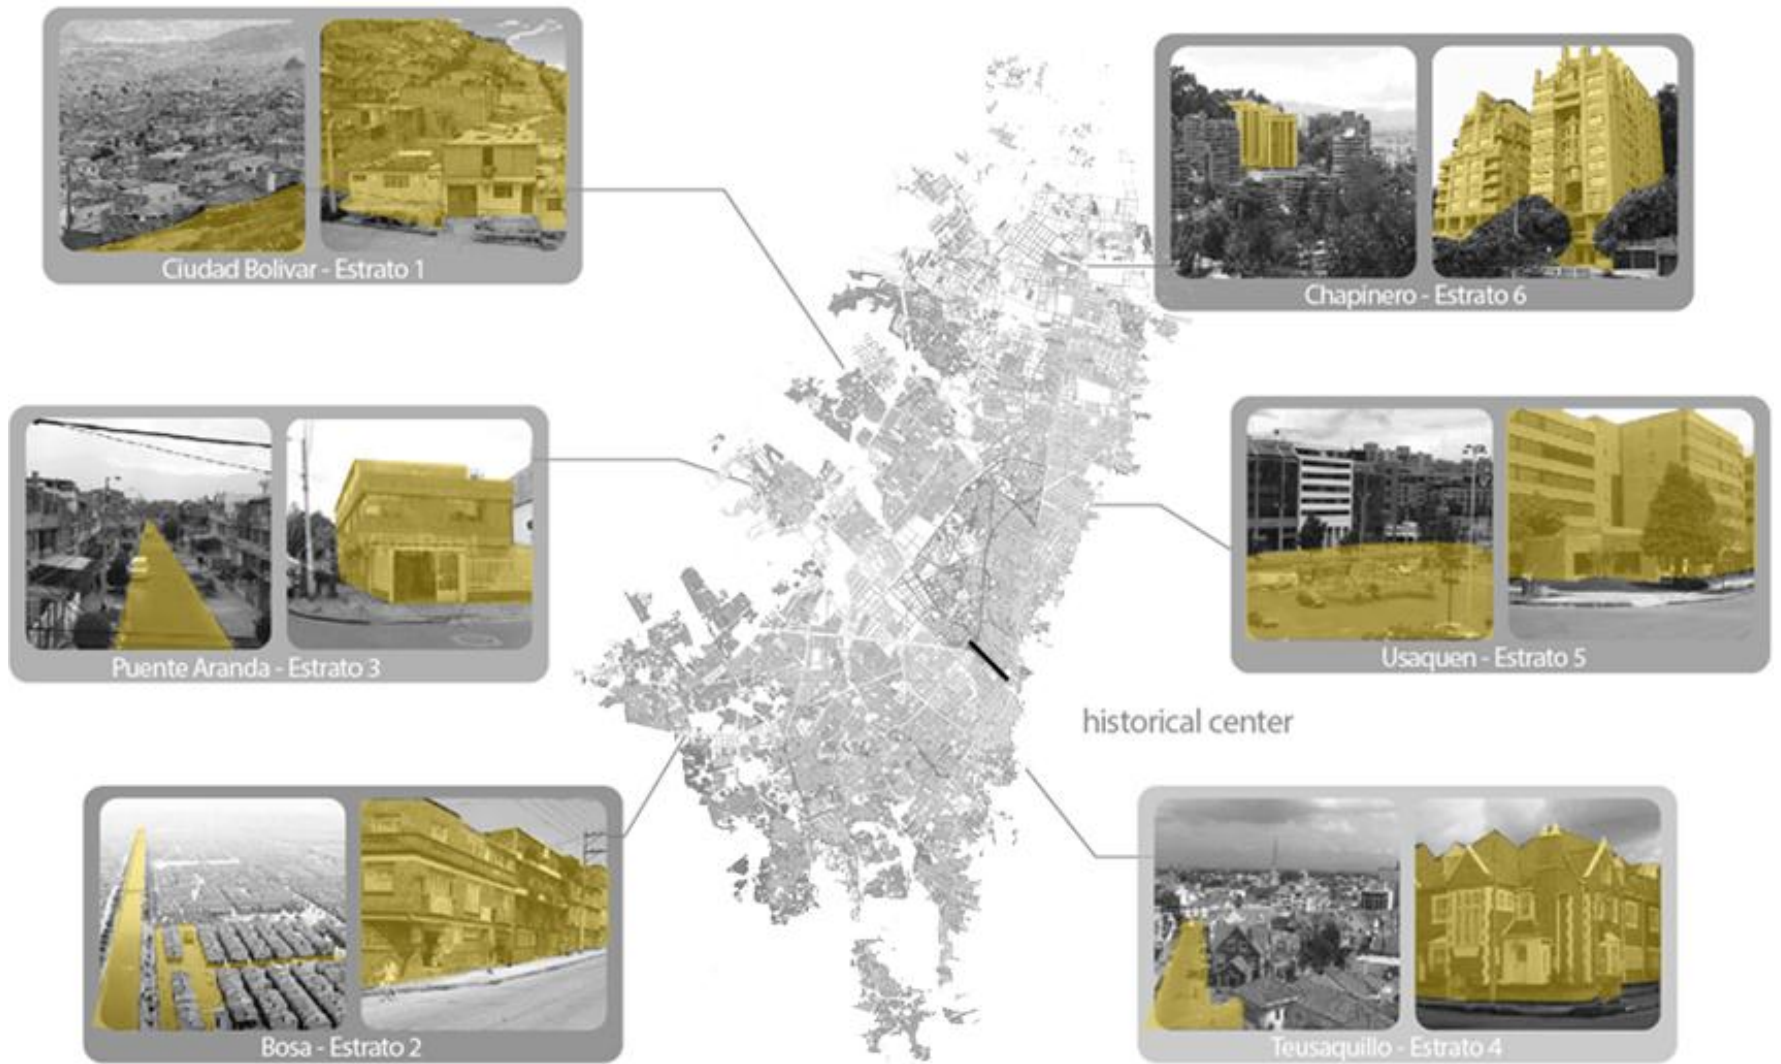 Ciudad Bolivar - Estrato 1
Chapinero - Estrato 6
Puente Aranda - Estrato 3
Usaquen - Estrato 5
historical center
Bosa - Estrato 2
Teusaquillo - Estrato 4